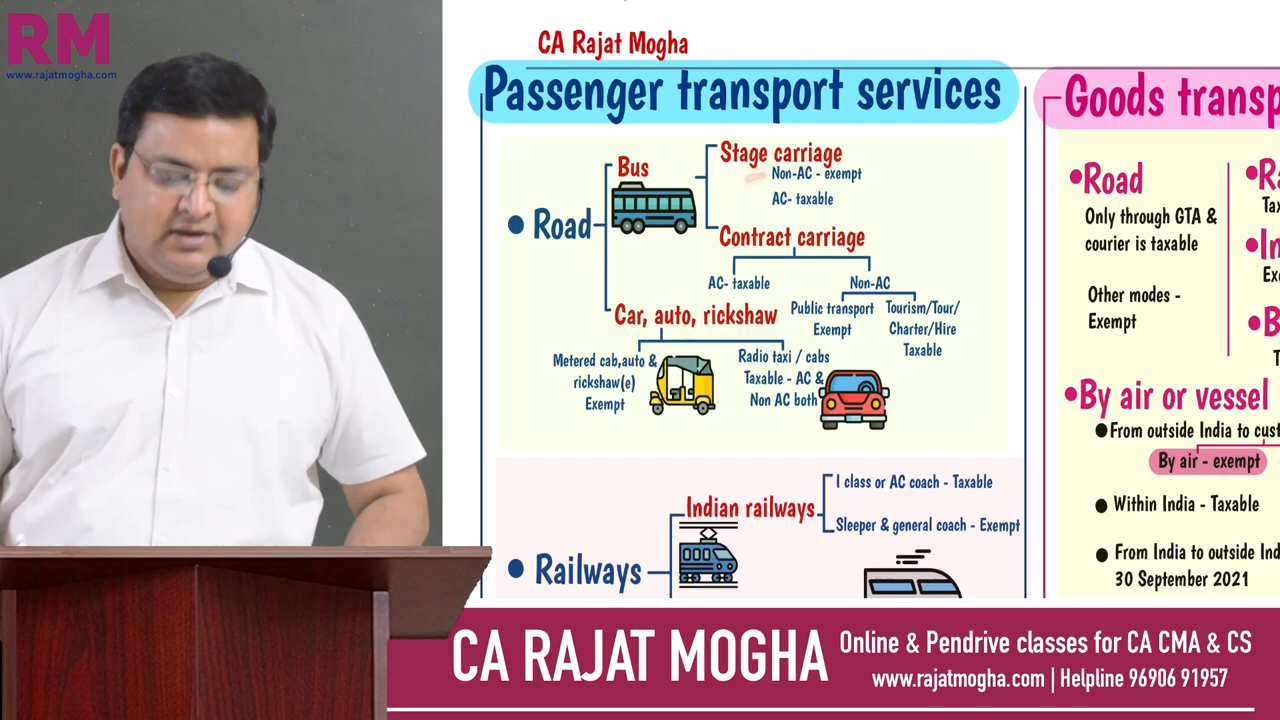 RM
www.rajatmogha.com
CA Rajat Mogha
Passenger transport services
Road
Bus
Stage carriage
Non-AC - exempt
AC- taxable
Contract carriage
AC- taxable
Non-AC
Public transport
Exempt
Tourism/Tour/
Charter/Hire
Taxable
Car, auto, rickshaw
Metered cab,auto &
rickshaw(e)
Exempt
Radio taxi / cabs
Taxable - AC &
Non AC both
Railways
Indian railways
I class or AC coach - Taxable
Sleeper & general coach - Exempt
Goods transp
Road
Only through GTA &
courier is taxable
Other modes -
Exempt
By air or vessel
From outside India to cust
By air - exempt
Within India - Taxable
From India to outside Ind
30 September 2021
CA RAJAT MOGHA
Online & Pendrive classes for CA CMA & CS
www.rajatmogha.com | Helpline 96906 91957